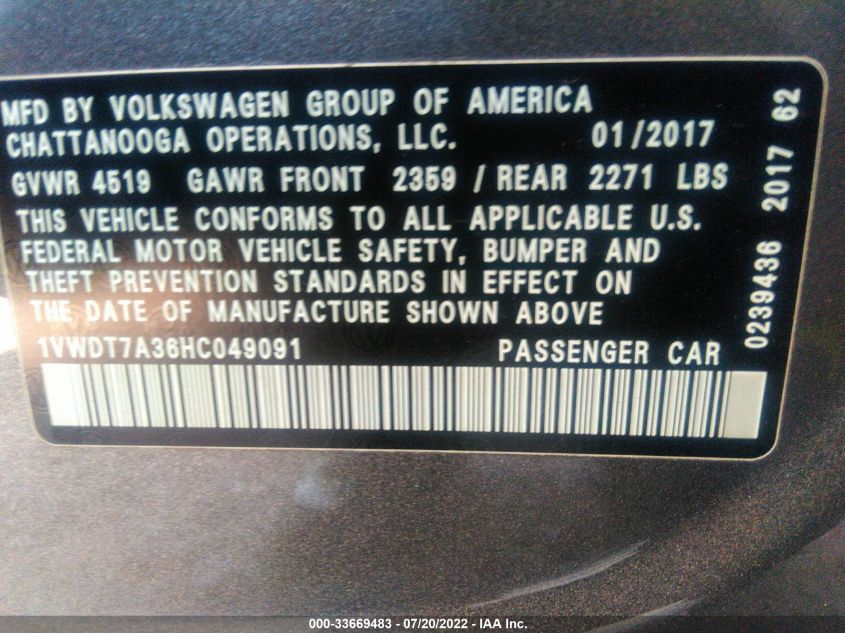 MFD BY VOLKSWAGEN GROUP OF AMERICA
CHATTANOOGA OPERATIONS, LLC. 01/2017
GVWR 4519 GAWR FRONT 2359 / REAR 2271 LBS
THIS VEHICLE CONFORMS TO ALL APPLICABLE U.S.
FEDERAL MOTOR VEHICLE SAFETY, BUMPER AND
THEFT PREVENTION STANDARDS IN EFFECT ON
THE DATE OF MANUFACTURE SHOWN ABOVE
1VWDT7A36HC049091 PASSENGER CAR
0239436 2017 62
000-33669483 - 07/20/2022 - IAA Inc.